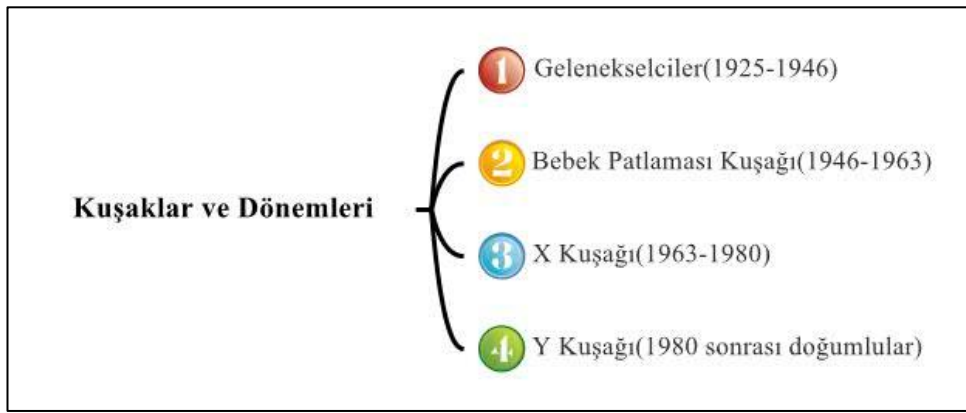 1 Gelenekselciler(1925-1946)
2 Bebek Patlaması Kuşağı(1946-1963)
Kuşaklar ve Dönemleri
3 X Kuşağı(1963-1980)
4 Y Kuşağı(1980 sonrası doğumlular)